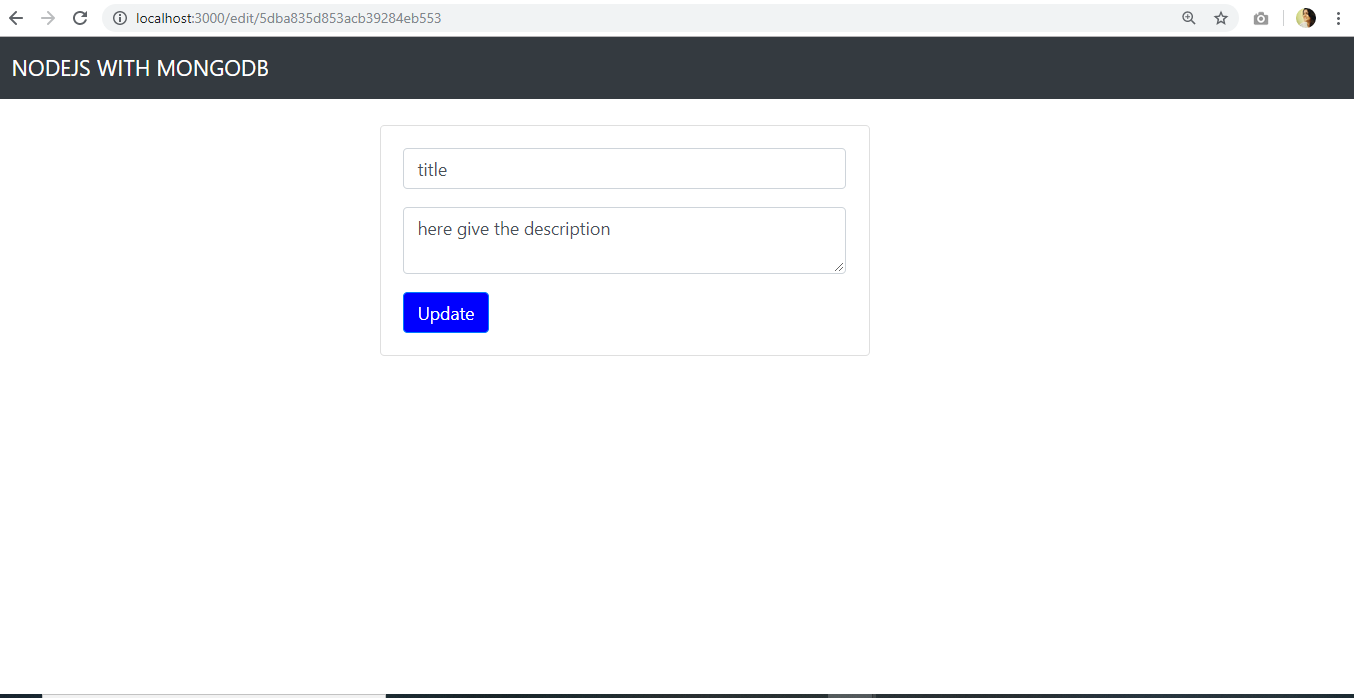 localhost:3000/edit/5dba835d853acb39284eb553
NODEJS WITH MONGODB
title
here give the description
Update